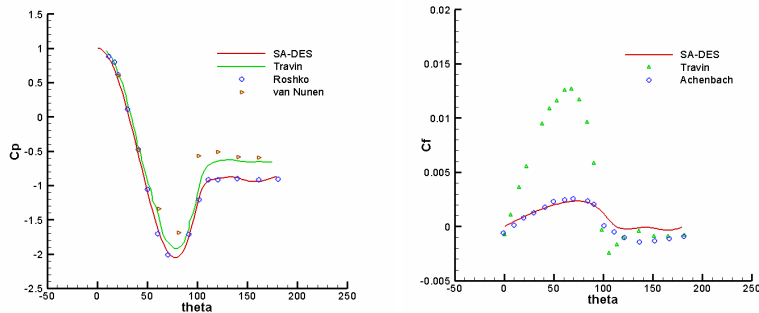 1.5
1
0.5
0
-0.5
-1
-1.5
-2
-2.5
Cp
-50
0
50
100
150
200
250
theta
SA-DES
Travin
Roshko
van Nunen
0.02
0.015
0.01
0.005
0
-0.005
Cf
-50
0
50
100
150
200
250
theta
SA-DES
Travin
Achenbach